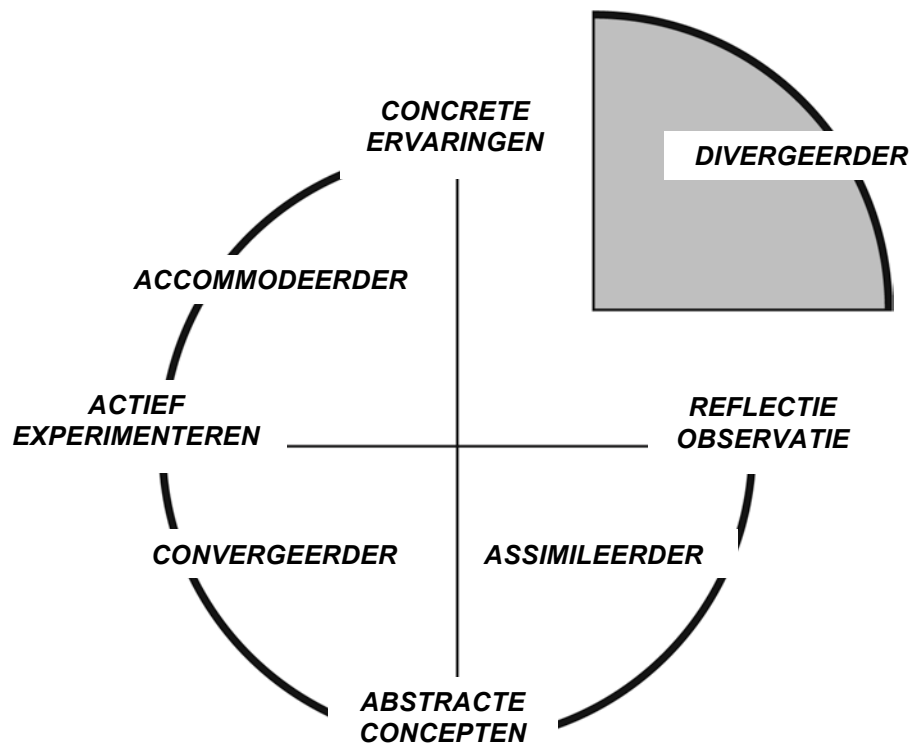 CONCRETE
ERVARINGEN
DIVERGEERDER
ACCOMMODEERDER
ACTIEF
EXPERIMENTEREN
REFLECTIE
OBSERVATIE
CONVERGEERDER
ASSIMILEERDER
ABSTRACTE
CONCEPTEN